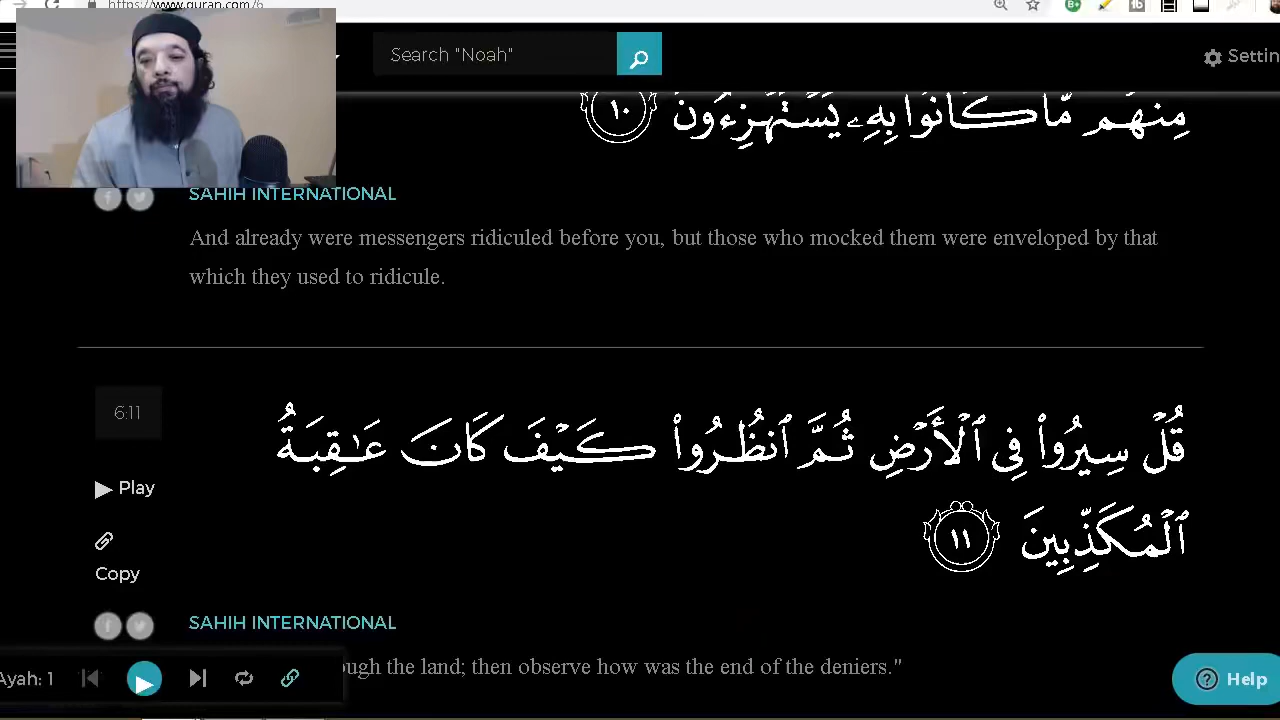 https://www.quran.com/6
Search "Noah"
Settin
مِنْهُم مَّا كَانُوا۟ بِهِۦ يَسْتَهْزِءُونَ ١٠
SAHIH INTERNATIONAL
And already were messengers ridiculed before you, but those who mocked them were enveloped by that
which they used to ridicule.
6:11
قُلْ سِيرُوا۟ فِى ٱلْأَرْضِ ثُمَّ ٱنظُرُوا۟ كَيْفَ كَانَ عَـٰقِبَةُ
ٱلْمُكَذِّبِينَ ١١
Play
Copy
SAHIH INTERNATIONAL
ough the land; then observe how was the end of the deniers."
Ayah: 1
Help